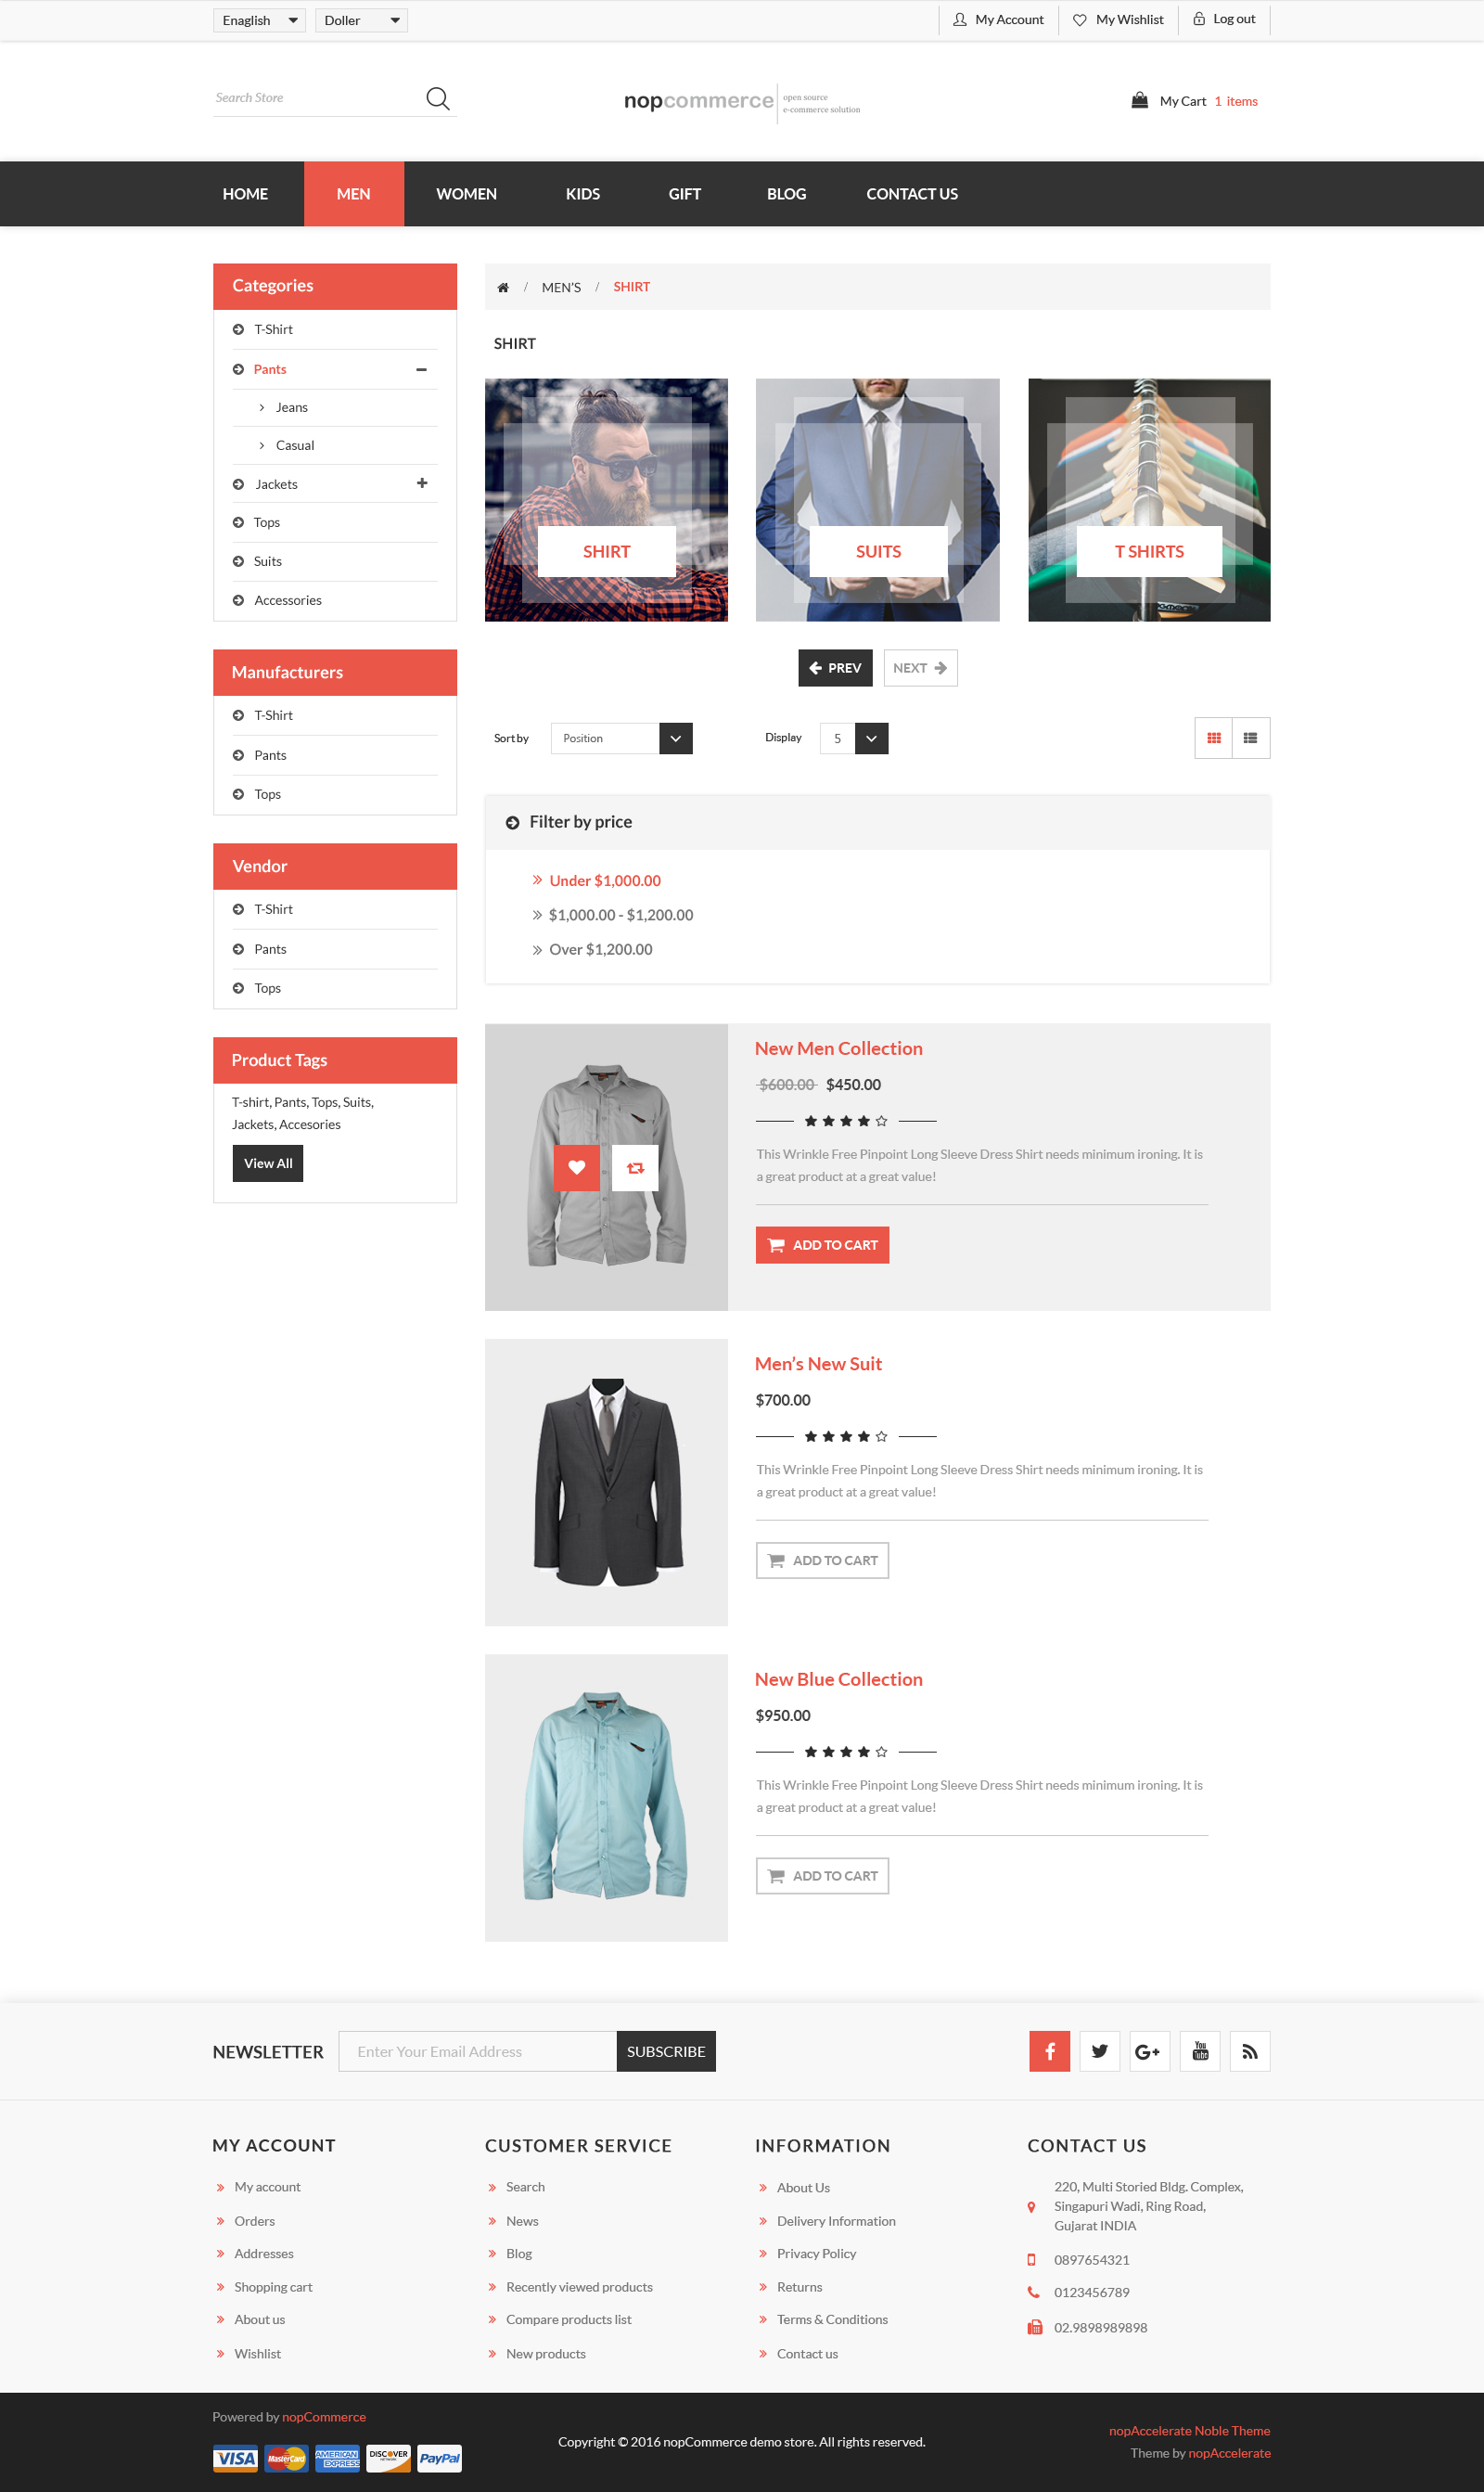 Enaglish Doller My Account My Wishlist Log out
Search Store
nopcommerce open source
e-commerce solution
My Cart 1 items
HOME MEN WOMEN KIDS GIFT BLOG CONTACT US
Categories
T-Shirt
Pants
Jeans
Casual
Jackets
Tops
Suits
Accessories
Manufacturers
T-Shirt
Pants
Tops
Vendor
T-Shirt
Pants
Tops
Product Tags
T-shirt, Pants, Tops, Suits,
Jackets, Accesories
View All
/ MEN'S / SHIRT
SHIRT
SHIRT SUITS T SHIRTS
PREV NEXT
Sort by Position Display 5
Filter by price
Under $1,000.00
$1,000.00 - $1,200.00
Over $1,200.00
New Men Collection
$600.00 $450.00
This Wrinkle Free Pinpoint Long Sleeve Dress Shirt needs minimum ironing. It is
a great product at a great value!
ADD TO CART
Men's New Suit
$700.00
This Wrinkle Free Pinpoint Long Sleeve Dress Shirt needs minimum ironing. It is
a great product at a great value!
ADD TO CART
New Blue Collection
$950.00
This Wrinkle Free Pinpoint Long Sleeve Dress Shirt needs minimum ironing. It is
a great product at a great value!
ADD TO CART
NEWSLETTER Enter Your Email Address SUBSCRIBE
You Tube
MY ACCOUNT
My account
Orders
Addresses
Shopping cart
About us
Wishlist
CUSTOMER SERVICE
Search
News
Blog
Recently viewed products
Compare products list
New products
INFORMATION
About Us
Delivery Information
Privacy Policy
Returns
Terms & Conditions
Contact us
CONTACT US
220, Multi Storied Bldg. Complex,
Singapuri Wadi, Ring Road,
Gujarat INDIA
0897654321
0123456789
02.9898989898
Powered by nopCommerce
VISA MasterCard AMERICAN EXPRESS DISCOVER NETWORK PayPal
Copyright © 2016 nopCommerce demo store. All rights reserved.
nopAccelerate Noble Theme
Theme by nopAccelerate